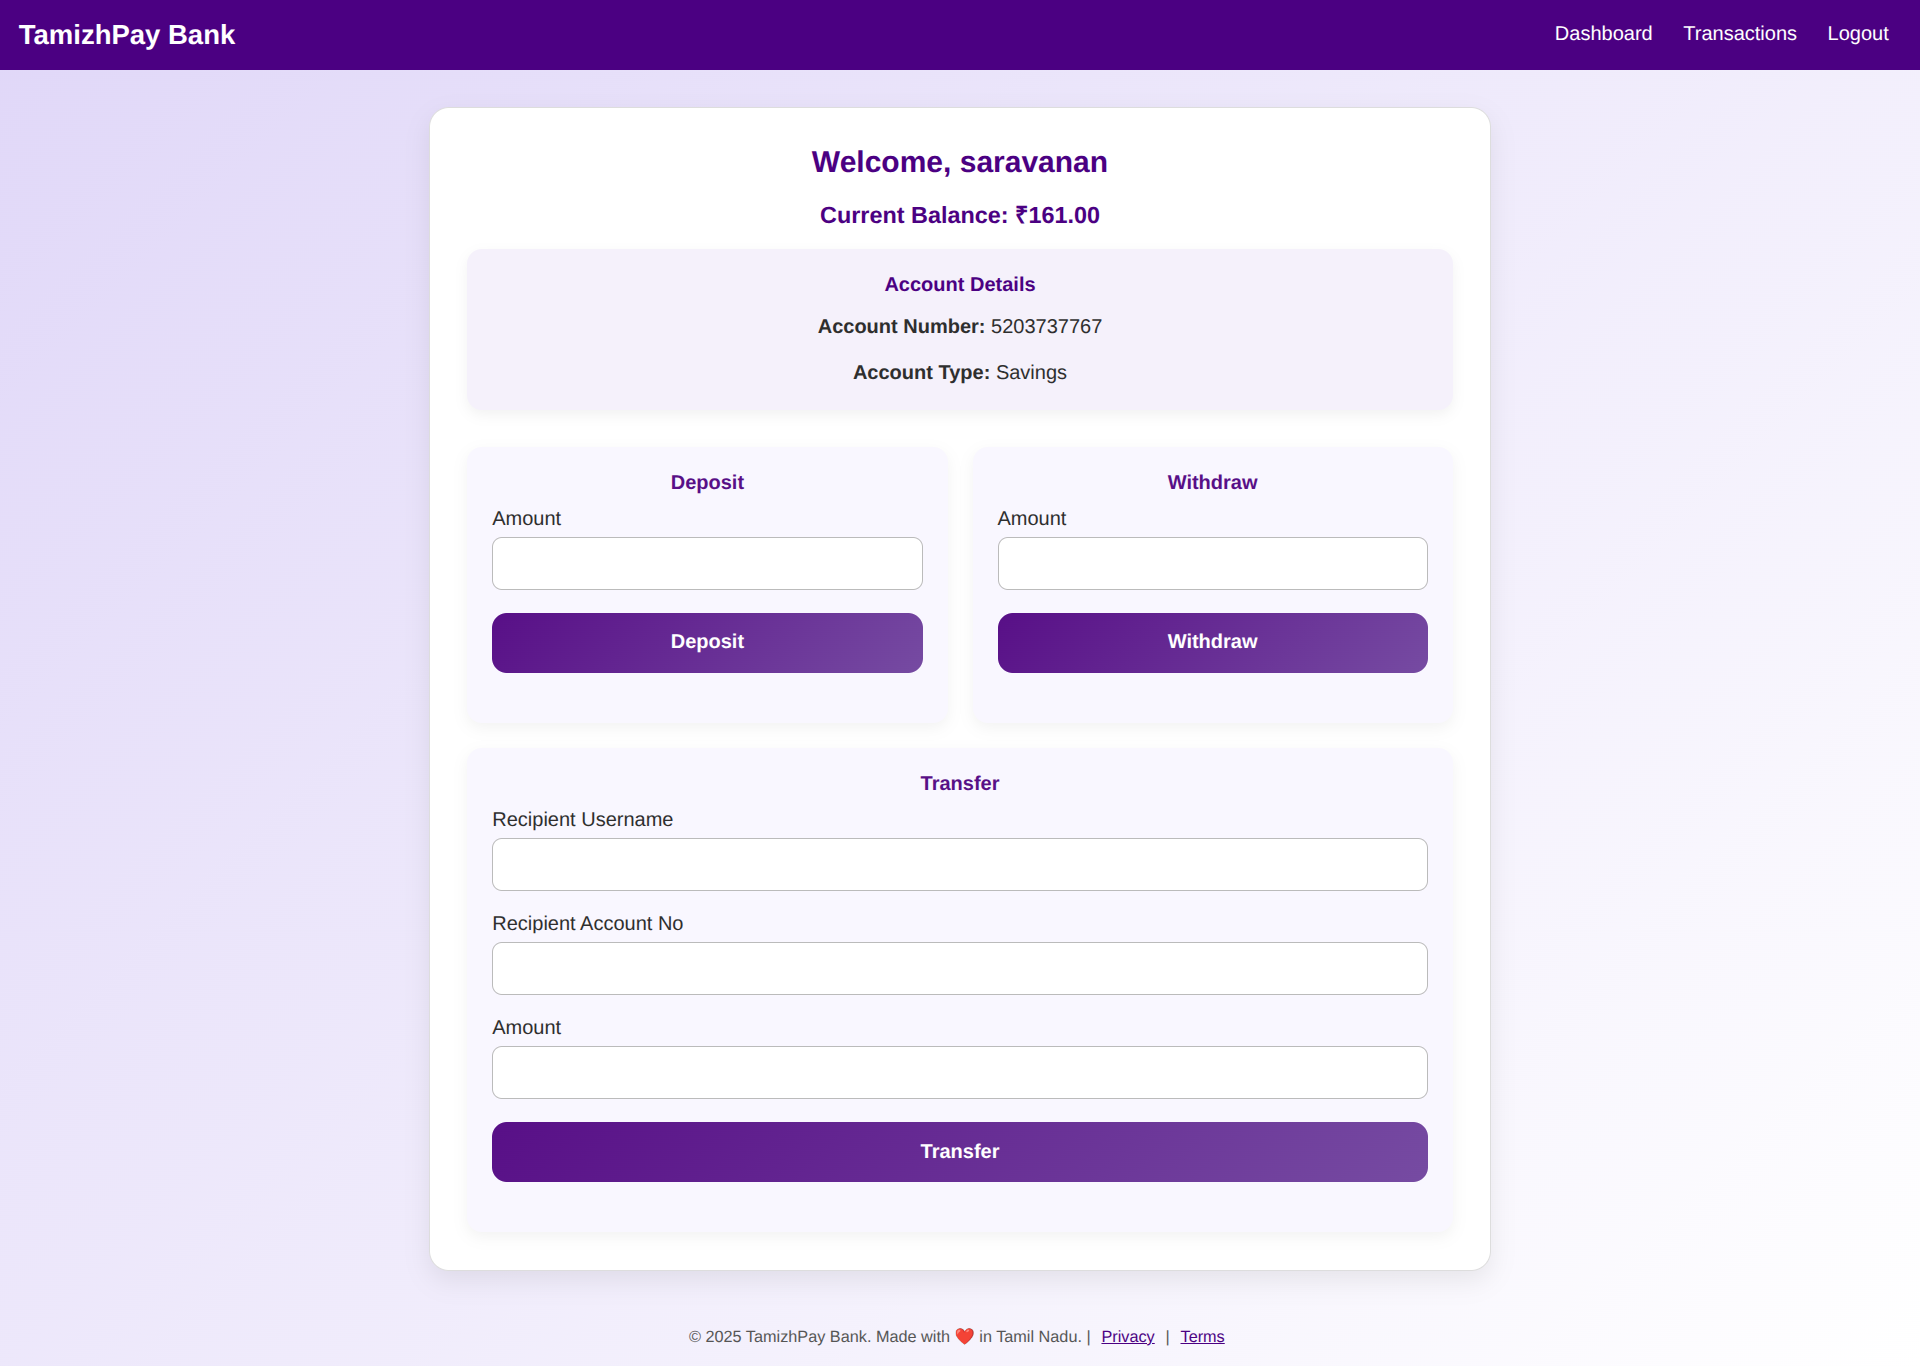 TamizhPay Bank
Dashboard Transactions Logout
Welcome, saravanan
Current Balance: ₹161.00
Account Details
Account Number: 5203737767
Account Type: Savings
Deposit
Amount
Deposit
Withdraw
Amount
Withdraw
Transfer
Recipient Username
Recipient Account No
Amount
Transfer
© 2025 TamizhPay Bank. Made with ❤️ in Tamil Nadu. | Privacy | Terms